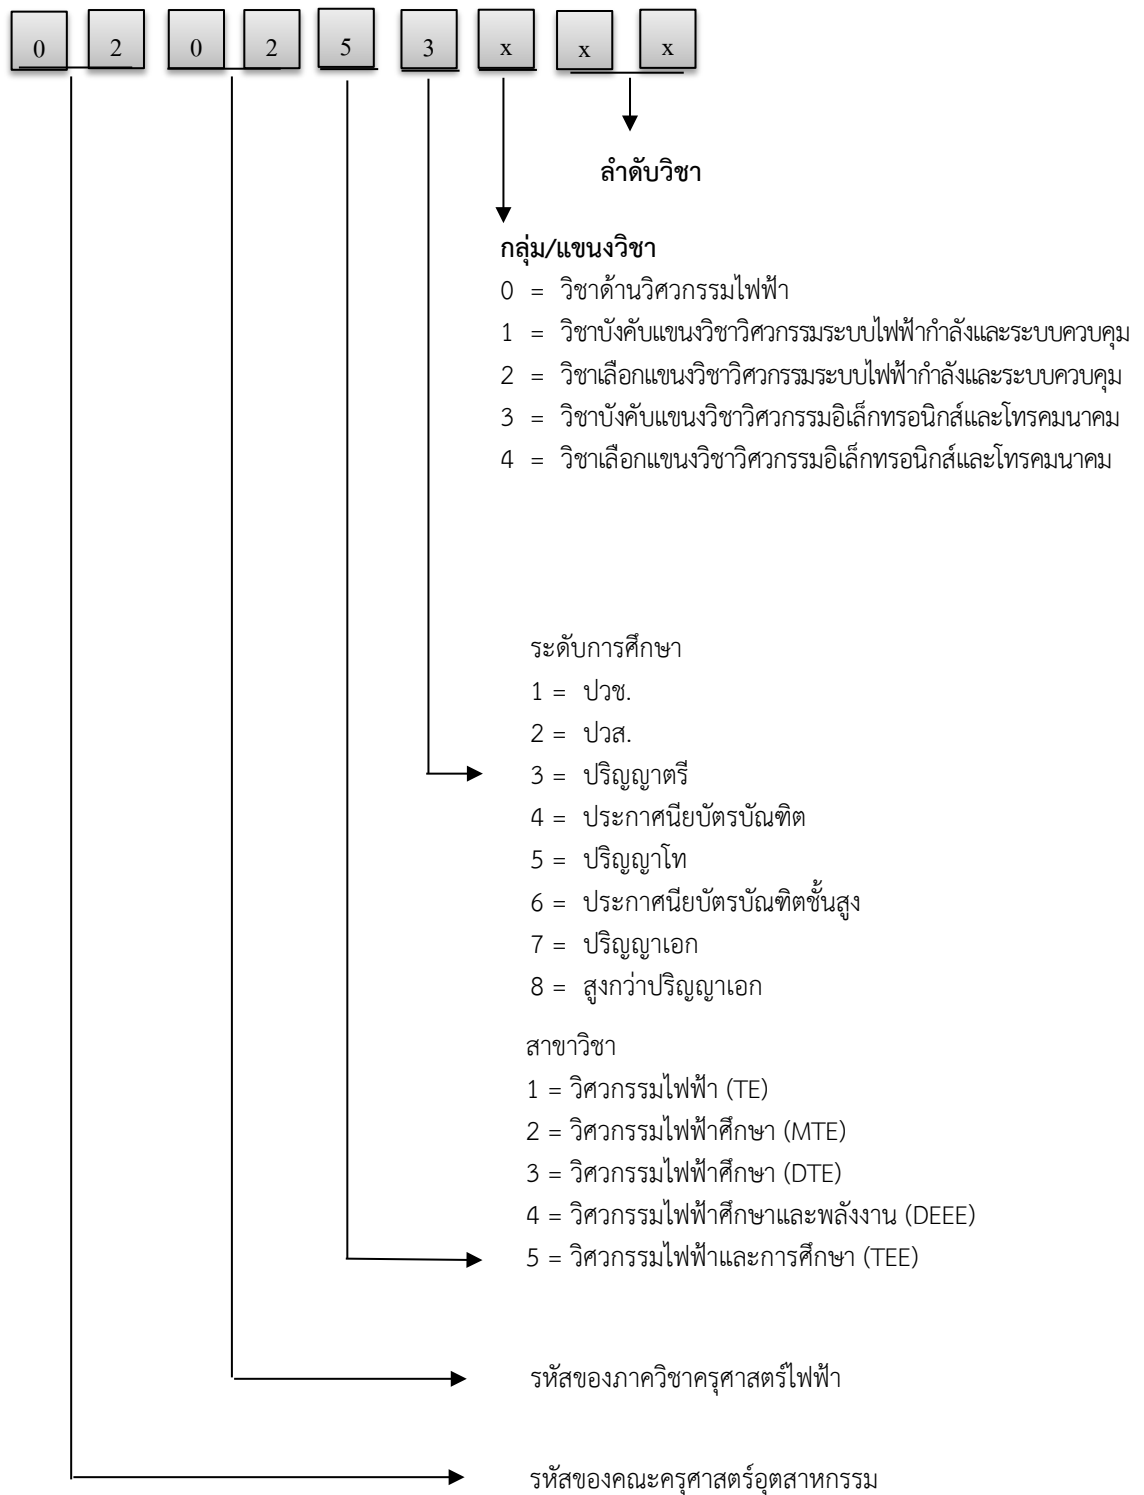 0 2 0 2 5 3 x x x
ลำดับวิชา
กลุ่ม/แขนงวิชา
0 = วิชาด้านวิศวกรรมไฟฟ้า
1 = วิชาบังคับแขนงวิชาวิศวกรรมระบบไฟฟ้ากำลังและระบบควบคุม
2 = วิชาเลือกแขนงวิชาวิศวกรรมระบบไฟฟ้ากำลังและระบบควบคุม
3 = วิชาบังคับแขนงวิชาวิศวกรรมอิเล็กทรอนิกส์และโทรคมนาคม
4 = วิชาเลือกแขนงวิชาวิศวกรรมอิเล็กทรอนิกส์และโทรคมนาคม
ระดับการศึกษา
1 = ปวช.
2 = ปวส.
3 = ปริญญาตรี
4 = ประกาศนียบัตรบัณฑิต
5 = ปริญญาโท
6 = ประกาศนียบัตรบัณฑิตชั้นสูง
7 = ปริญญาเอก
8 = สูงกว่าปริญญาเอก
สาขาวิชา
1 = วิศวกรรมไฟฟ้า (TE)
2 = วิศวกรรมไฟฟ้าศึกษา (MTE)
3 = วิศวกรรมไฟฟ้าศึกษา (DTE)
4 = วิศวกรรมไฟฟ้าศึกษาและพลังงาน (DEEE)
5 = วิศวกรรมไฟฟ้าและการศึกษา (TEE)
รหัสของภาควิชาครุศาสตร์ไฟฟ้า
รหัสของคณะครุศาสตร์อุตสาหกรรม